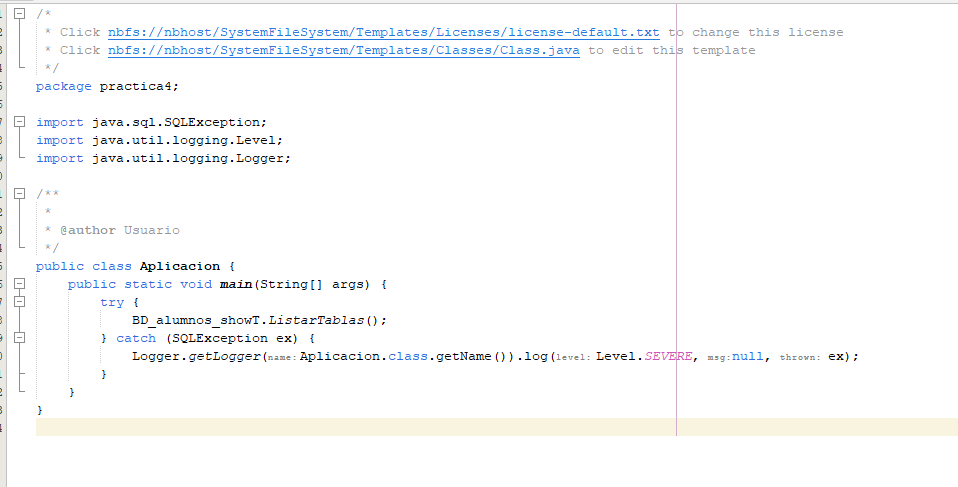 /*
 * Click nbfs://nbhost/SystemFileSystem/Templates/Licenses/license-default.txt to change this license
 * Click nbfs://nbhost/SystemFileSystem/Templates/Classes/Class.java to edit this template
 */
package practica4;

import java.sql.SQLException;
import java.util.logging.Level;
import java.util.logging.Logger;

/**
 *
 * @author Usuario
 */
public class Aplicacion {
    public static void main(String[] args) {
        try {
            BD_alumnos_showT.ListarTablas();
        } catch (SQLException ex) {
            Logger.getLogger(name: Aplicacion.class.getName()).log(level: Level.SEVERE, msg: null, thrown: ex);
        }
    }
}